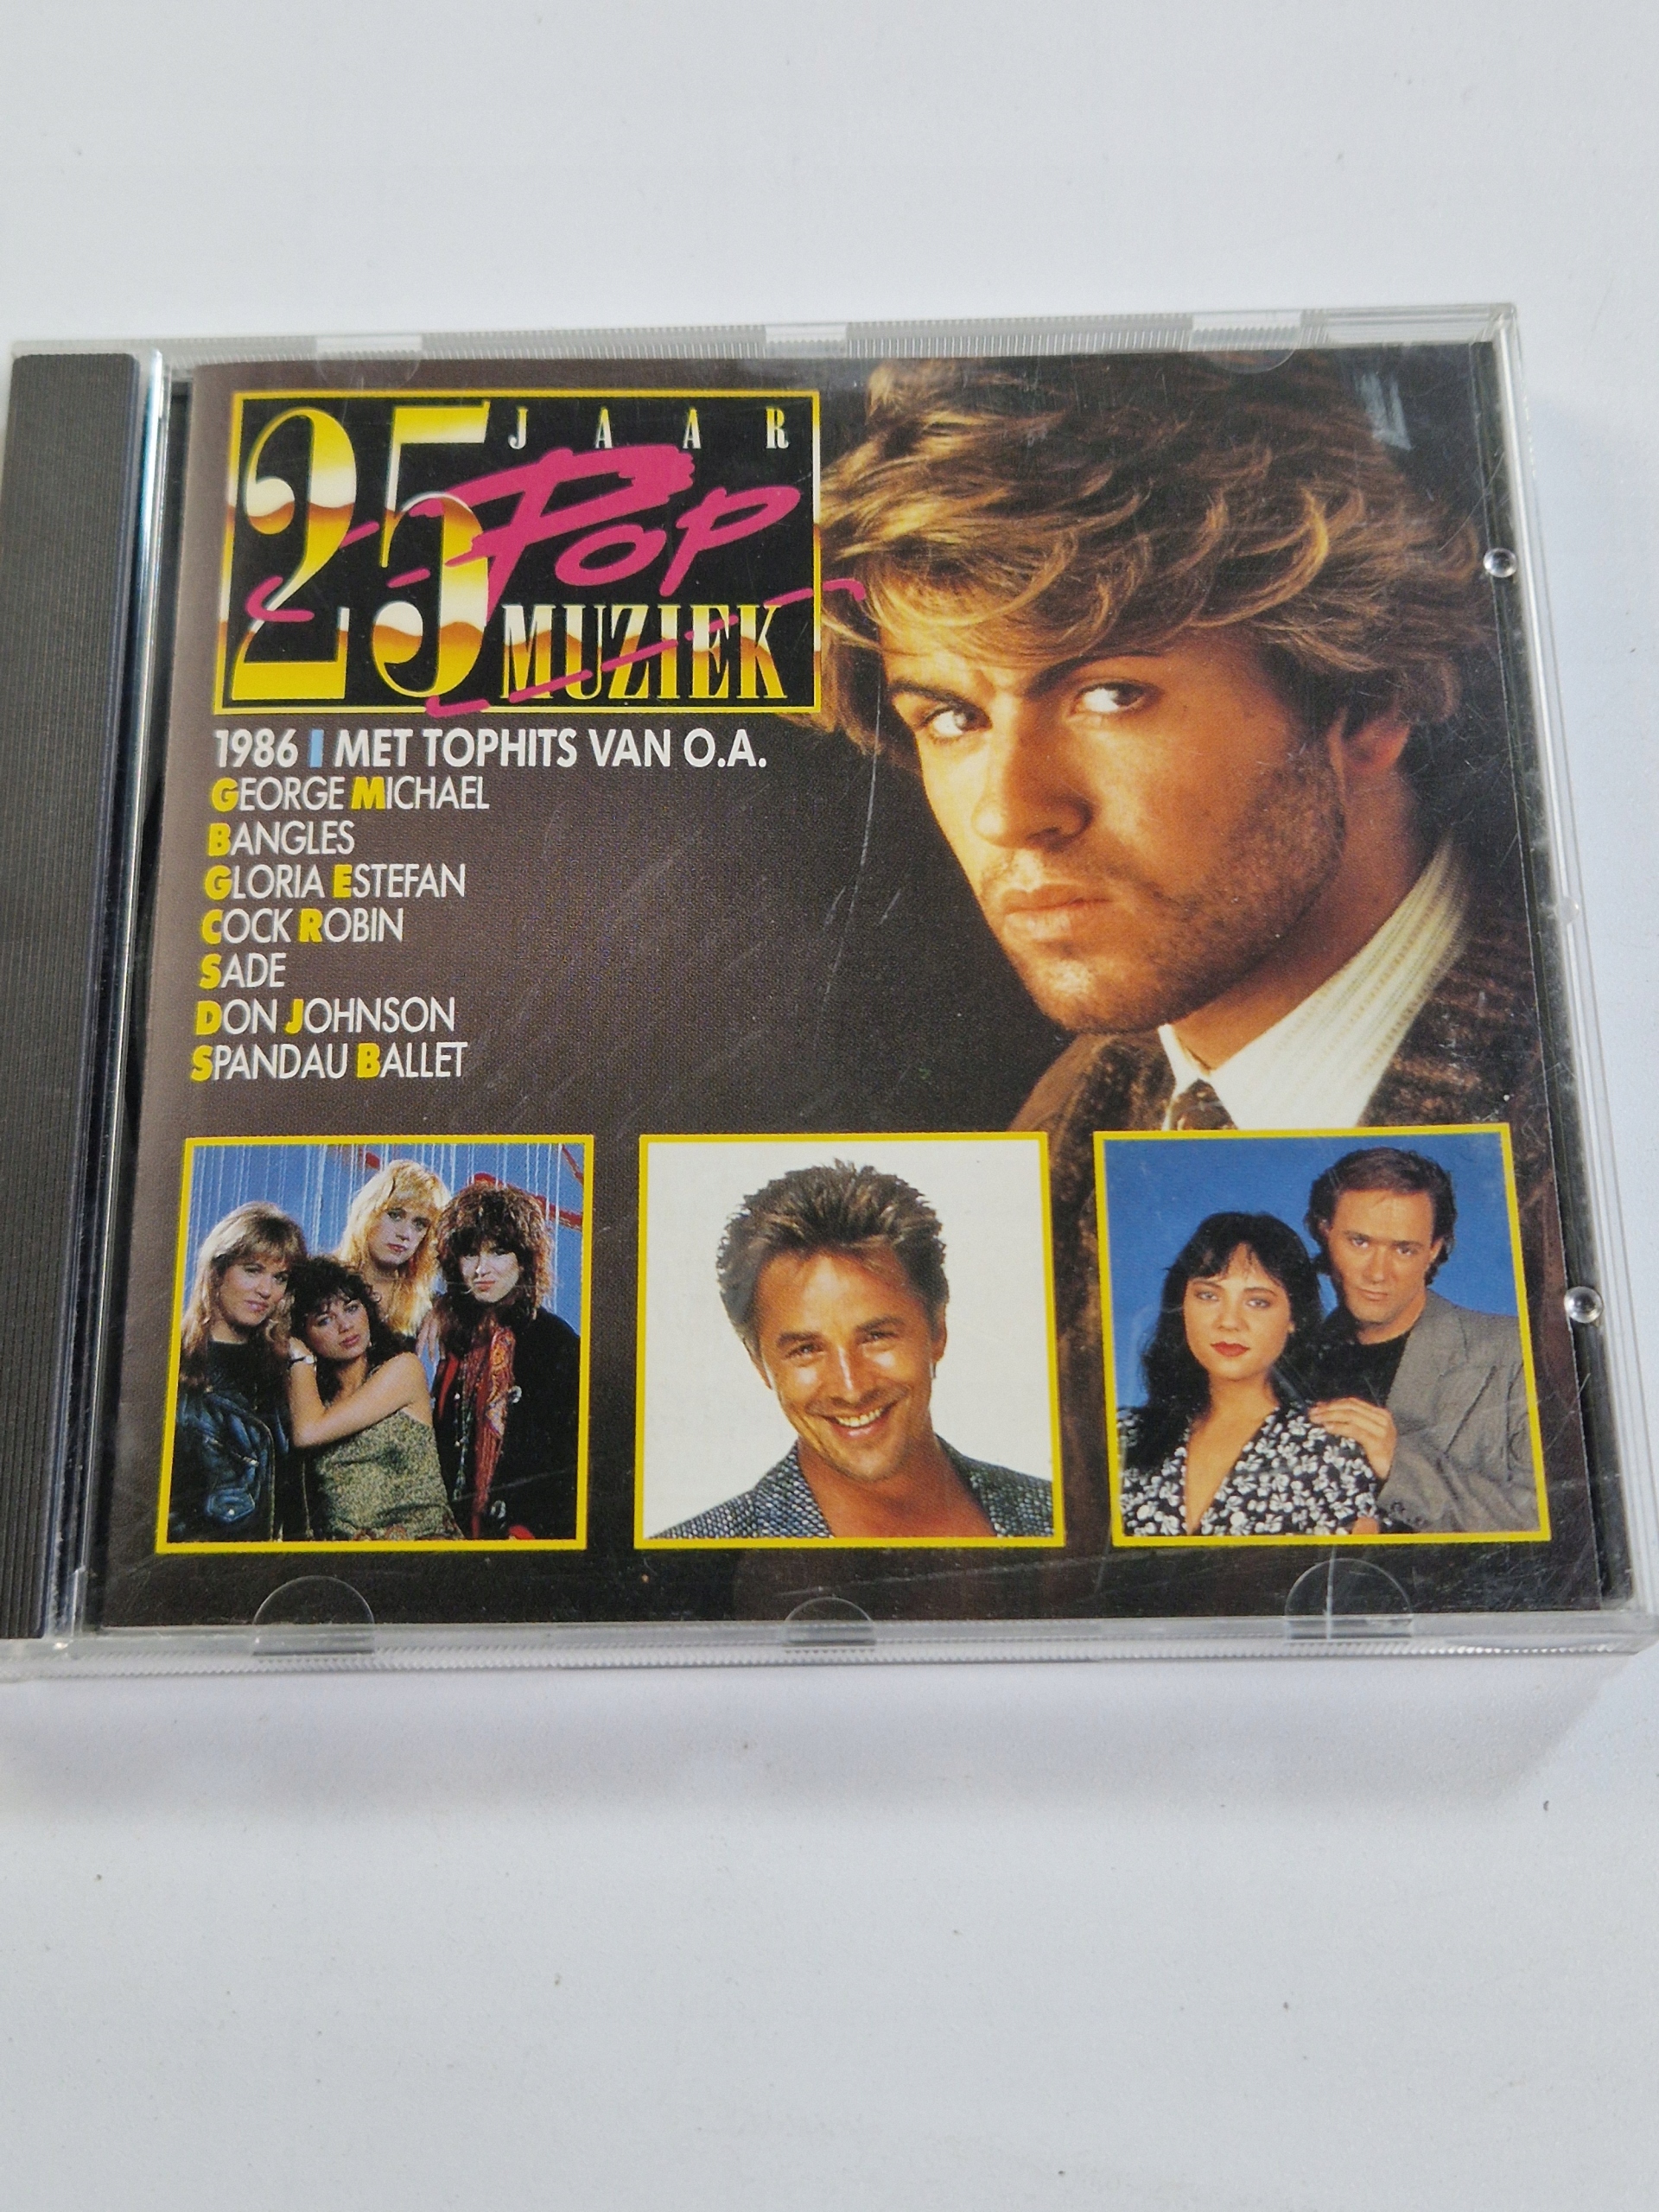 25 JAAR
Pop
MUZIEK
1986 | MET TOPHITS VAN O.A.
GEORGE MICHAEL
BANGLES
GLORIA ESTEFAN
COCK ROBIN
SADE
DON JOHNSON
SPANDAU BALLET